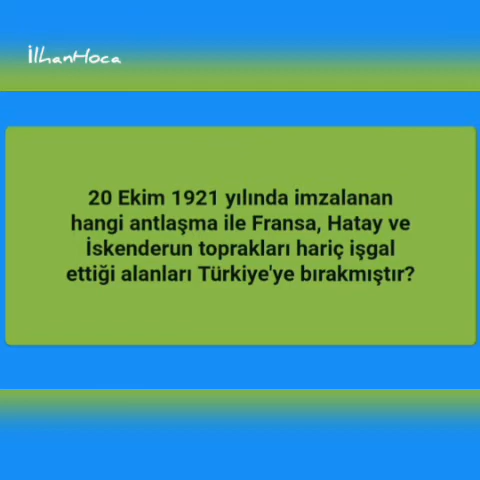 İlhanHoca
20 Ekim 1921 yılında imzalanan
hangi antlaşma ile Fransa, Hatay ve
İskenderun toprakları hariç işgal
ettiği alanları Türkiye'ye bırakmıştır?